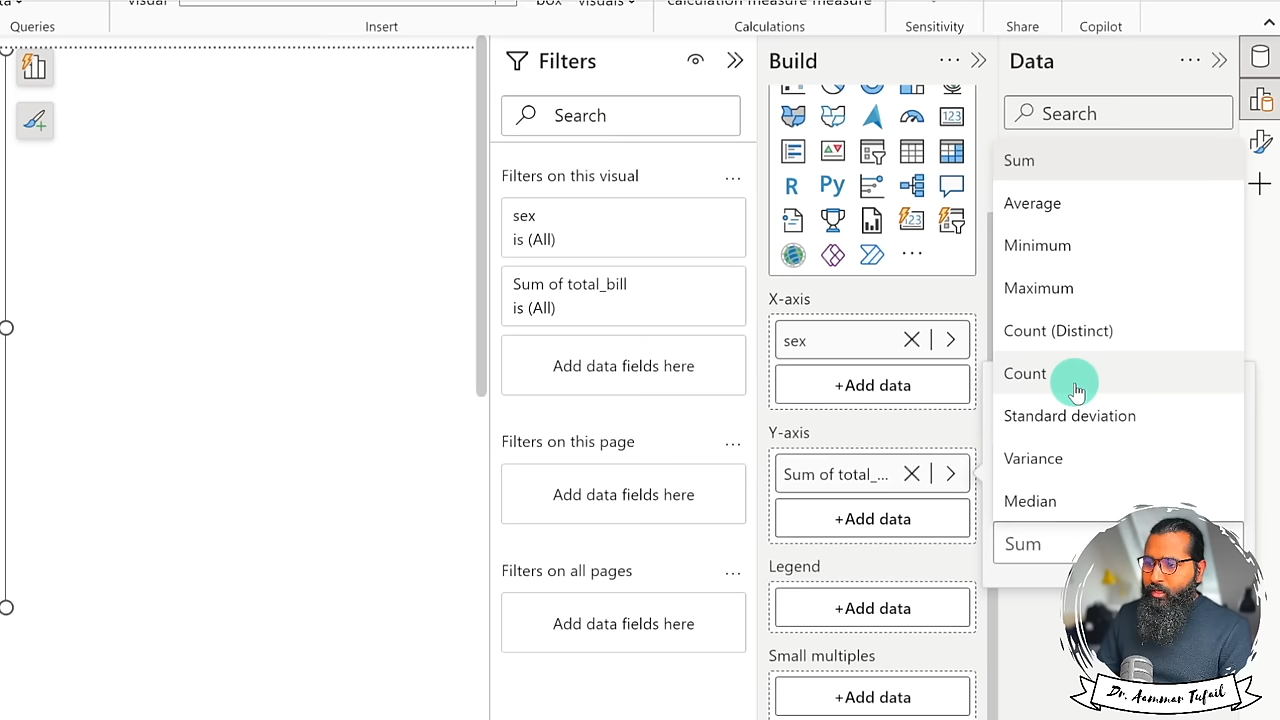 Queries
Insert
Calculations
Sensitivity
Share
Copilot
Filters
Search
Filters on this visual
...
sex
is (All)
Sum of total_bill
is (All)
Add data fields here
Filters on this page
...
Add data fields here
Filters on all pages
...
Add data fields here
Build
...
123
R
Py
123
...
X-axis
sex
+Add data
Y-axis
Sum of total_...
+Add data
Legend
+Add data
Small multiples
+Add data
Data
...
Search
Sum
Average
Minimum
Maximum
Count (Distinct)
Count
Standard deviation
Variance
Median
Sum
Dr. Aammar Tufail